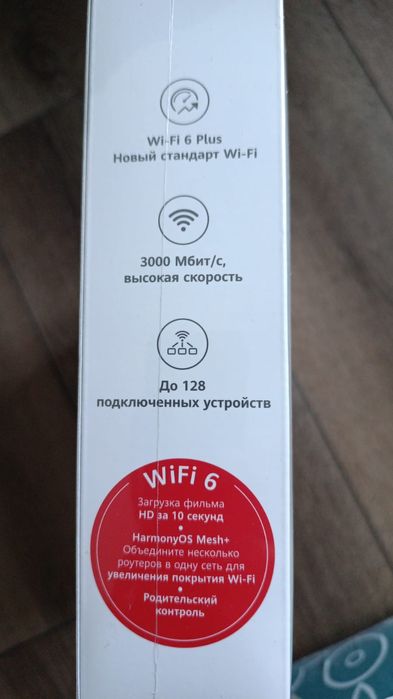 Wi-Fi 6 Plus
Новый стандарт Wi-Fi
3000 Мбит/с,
высокая скорость
До 128
подключенных устройств
WiFi 6
Загрузка фильма
HD за 10 секунд
•
HarmonyOS Mesh+
Объедините несколько
роутеров в одну сеть для
увеличения покрытия Wi-Fi
•
Родительский
контроль